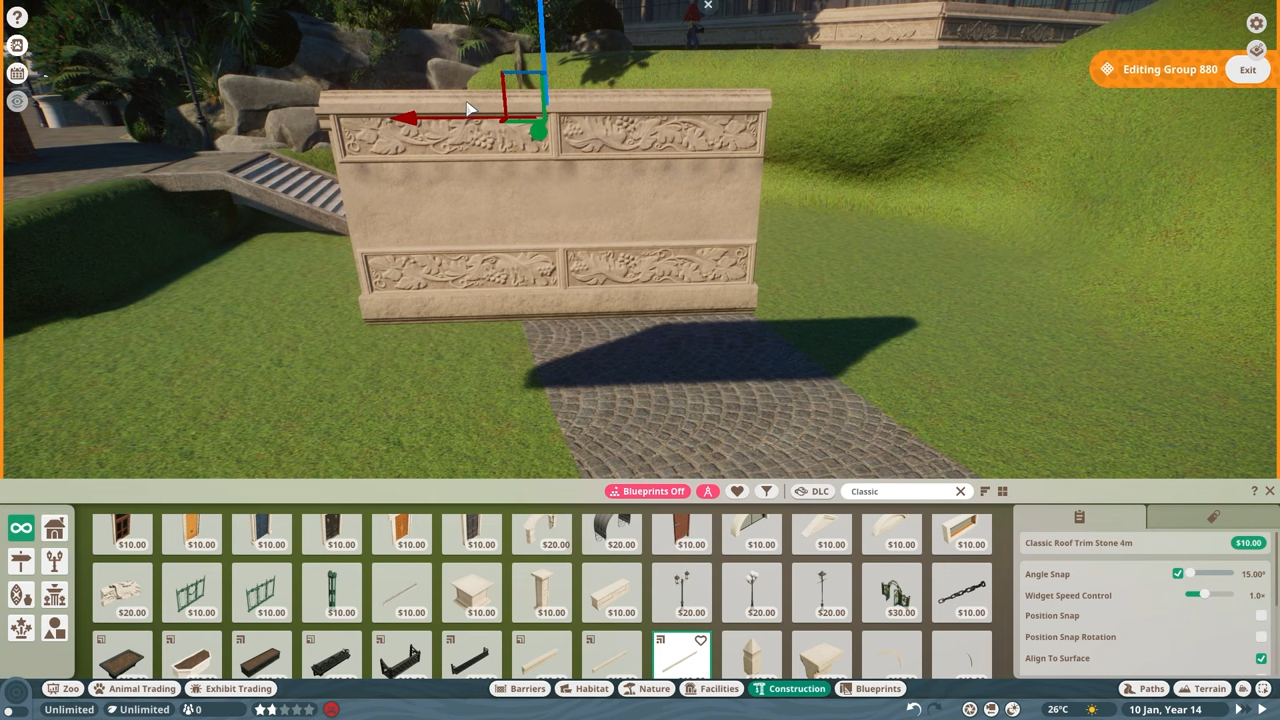 ?
Editing Group 880
Exit
Blueprints Off
DLC
Classic
?
$10.00 $10.00 $10.00 $10.00 $10.00 $10.00 $20.00 $20.00 $10.00 $10.00 $10.00 $10.00 $10.00
$20.00 $10.00 $10.00 $10.00 $10.00 $10.00 $10.00 $10.00 $20.00 $20.00 $20.00 $30.00 $10.00
Classic Roof Trim Stone 4m $10.00
Angle Snap 15.00°
Widget Speed Control 1.0×
Position Snap
Position Snap Rotation
Align To Surface
Zoo Animal Trading Exhibit Trading Barriers Habitat Nature Facilities Construction Blueprints Paths Terrain
Unlimited Unlimited 0 26°C 10 Jan, Year 14